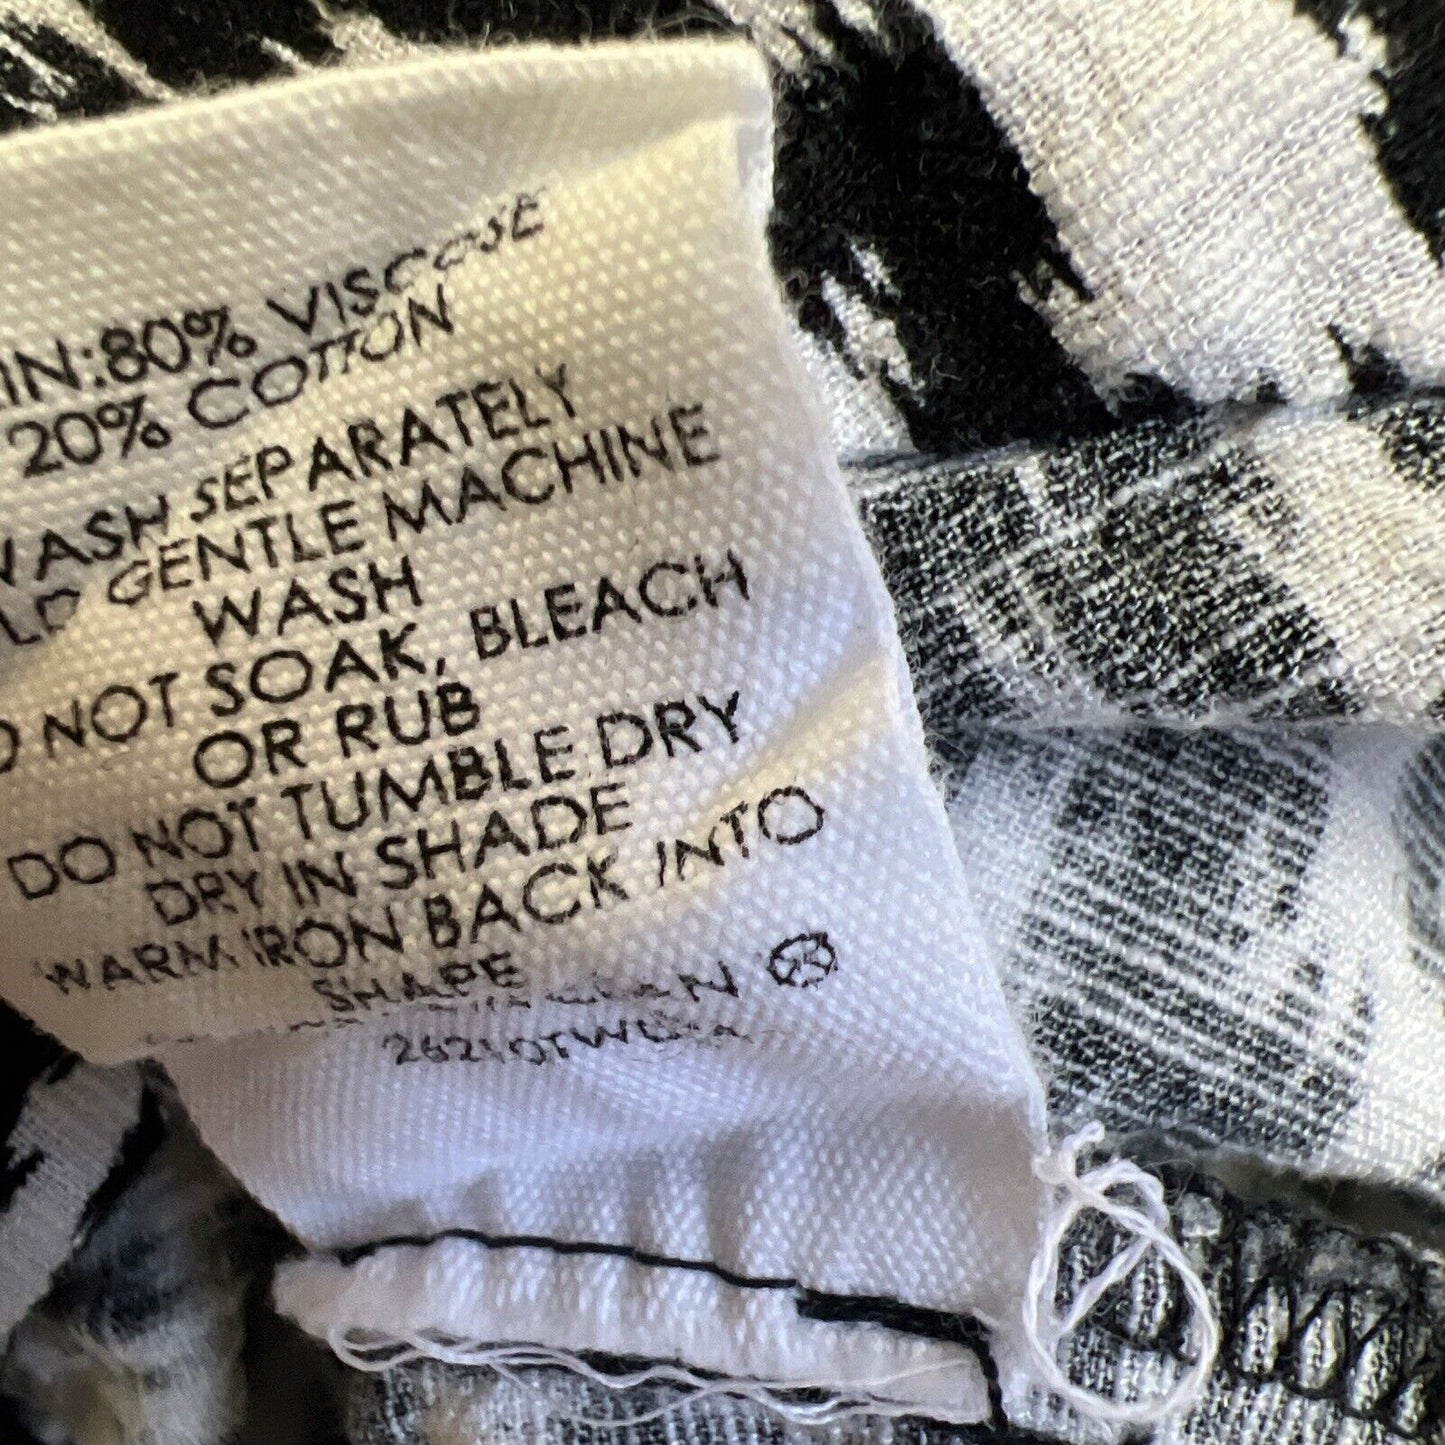 IN:80% VISCOSE
20% COTTON
WASH SEPARATELY
LD GENTLE MACHINE
WASH
O NOT SOAK, BLEACH
OR RUB
DO NOT TUMBLE DRY
DRY IN SHADE
WARM IRON BACK INTO
SHAPE